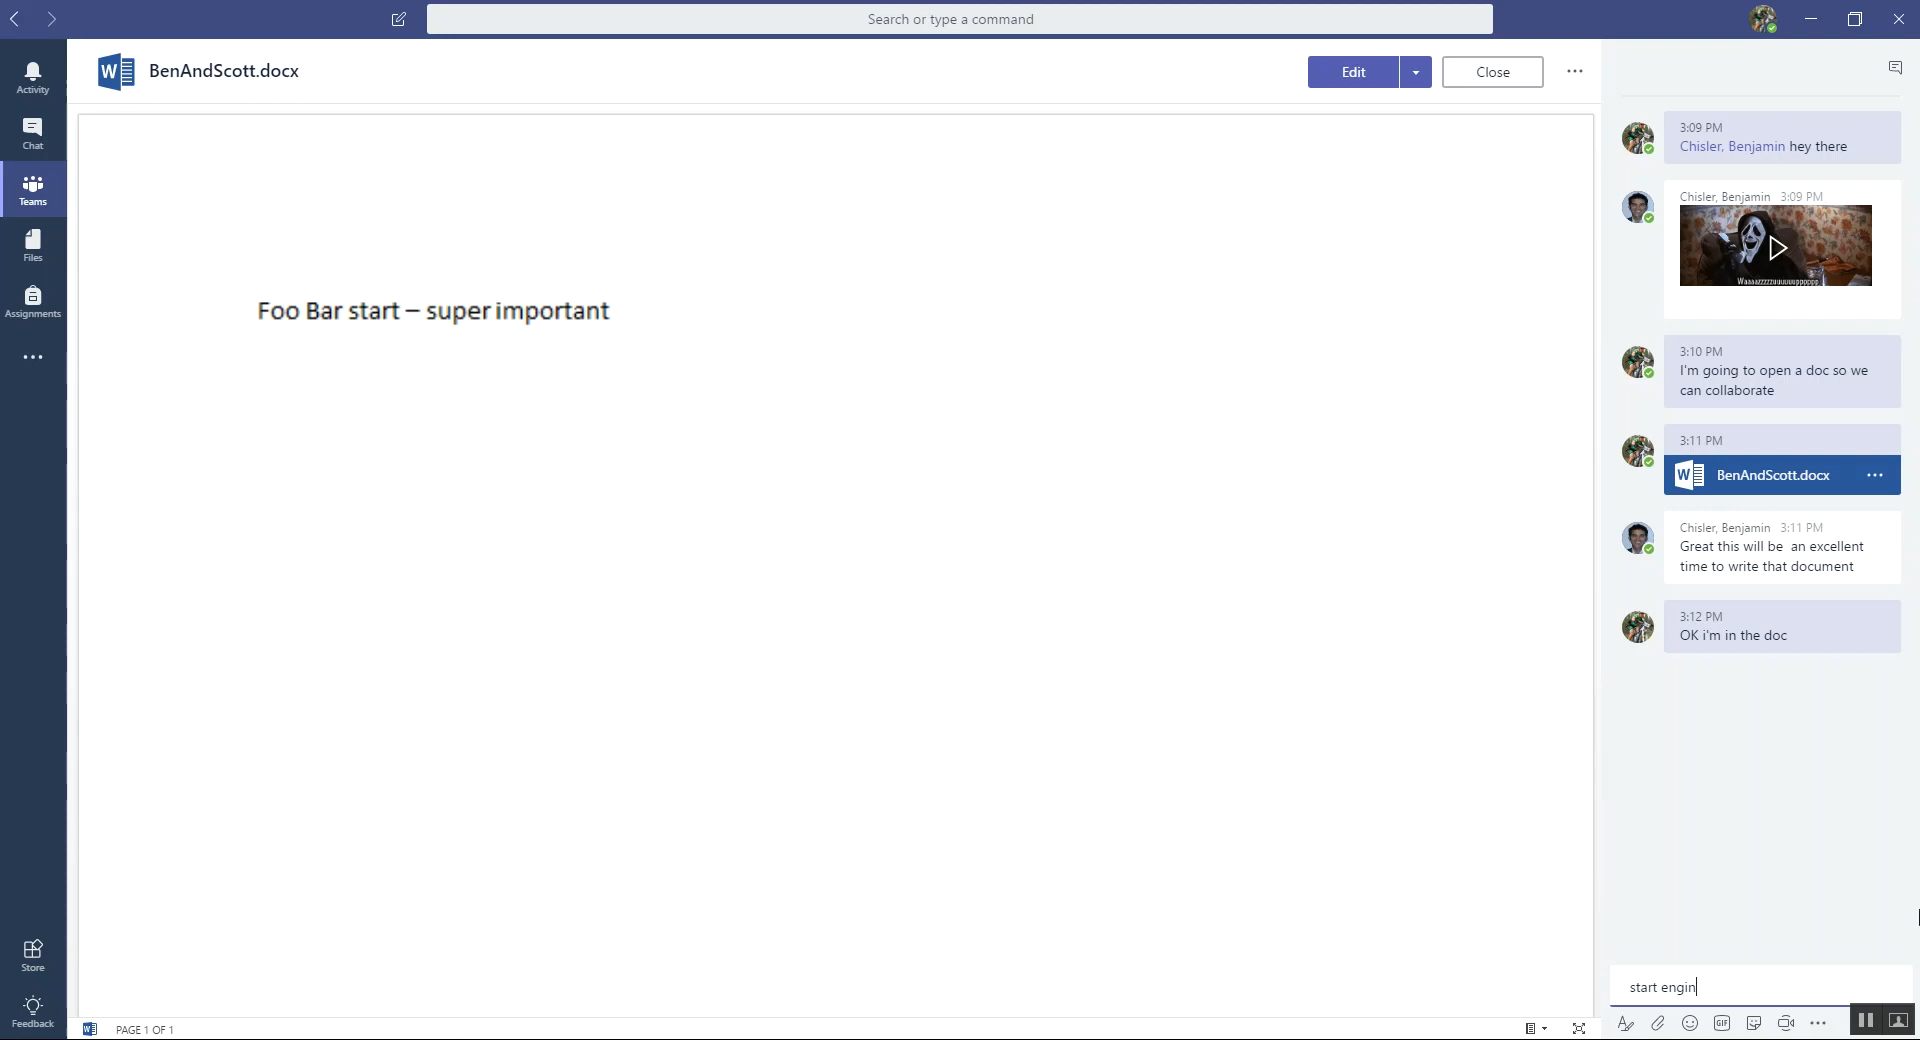 Search or type a command
Activity
Chat
Teams
Files
Assignments
Store
Feedback
W
BenAndScott.docx
Edit
Close
Foo Bar start – super important
W
PAGE 1 OF 1
3:09 PM
Chisler, Benjamin hey there
Chisler, Benjamin 3:09 PM
Waaaazzzzzuuuuuuupppppp
3:10 PM
I'm going to open a doc so we
can collaborate
3:11 PM
W
BenAndScott.docx
Chisler, Benjamin 3:11 PM
Great this will be an excellent
time to write that document
3:12 PM
OK i'm in the doc
start engin
GIF